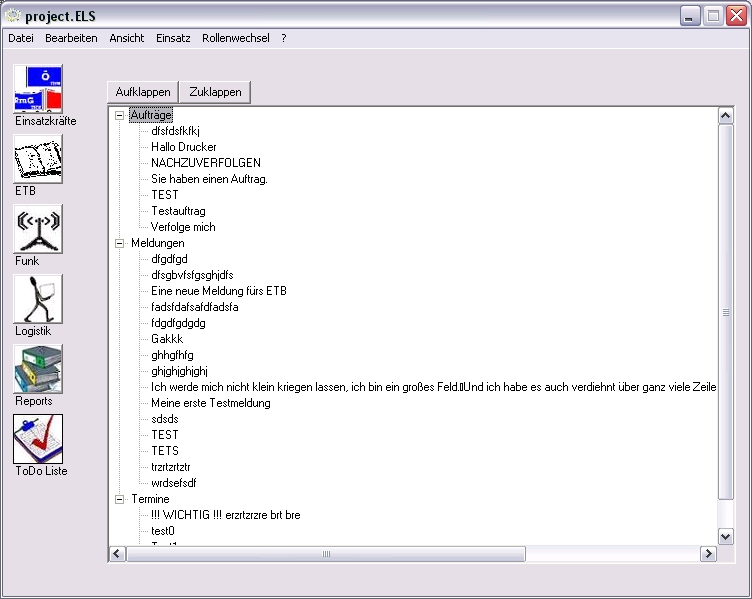 project.ELS
Datei Bearbeiten Ansicht Einsatz Rollenwechsel ?
Aufklappen Zuklappen
Einsatzkräfte
ETB
Funk
Logistik
Reports
ToDo Liste
Aufträge
dfsfdsfkfkj
Hallo Drucker
NACHZUVERFOLGEN
Sie haben einen Auftrag.
TEST
Testauftrag
Verfolge mich
Meldungen
dfgdfgd
dfsgbvfsfgsghjdfs
Eine neue Meldung fürs ETB
fadsfdafsafdfadsfa
fdgdfgdgdg
Gakkk
ghhgfhfg
ghjghjghjghj
Ich werde mich nicht klein kriegen lassen, ich bin ein großes Feld.▯Und ich habe es auch verdiehnt über ganz viele Zeile
Meine erste Testmeldung
sdsds
TEST
TETS
trzrtzrtztr
wrdsefsdf
Termine
!!! WICHTIG !!! erzrtzrzre brt bre
test0